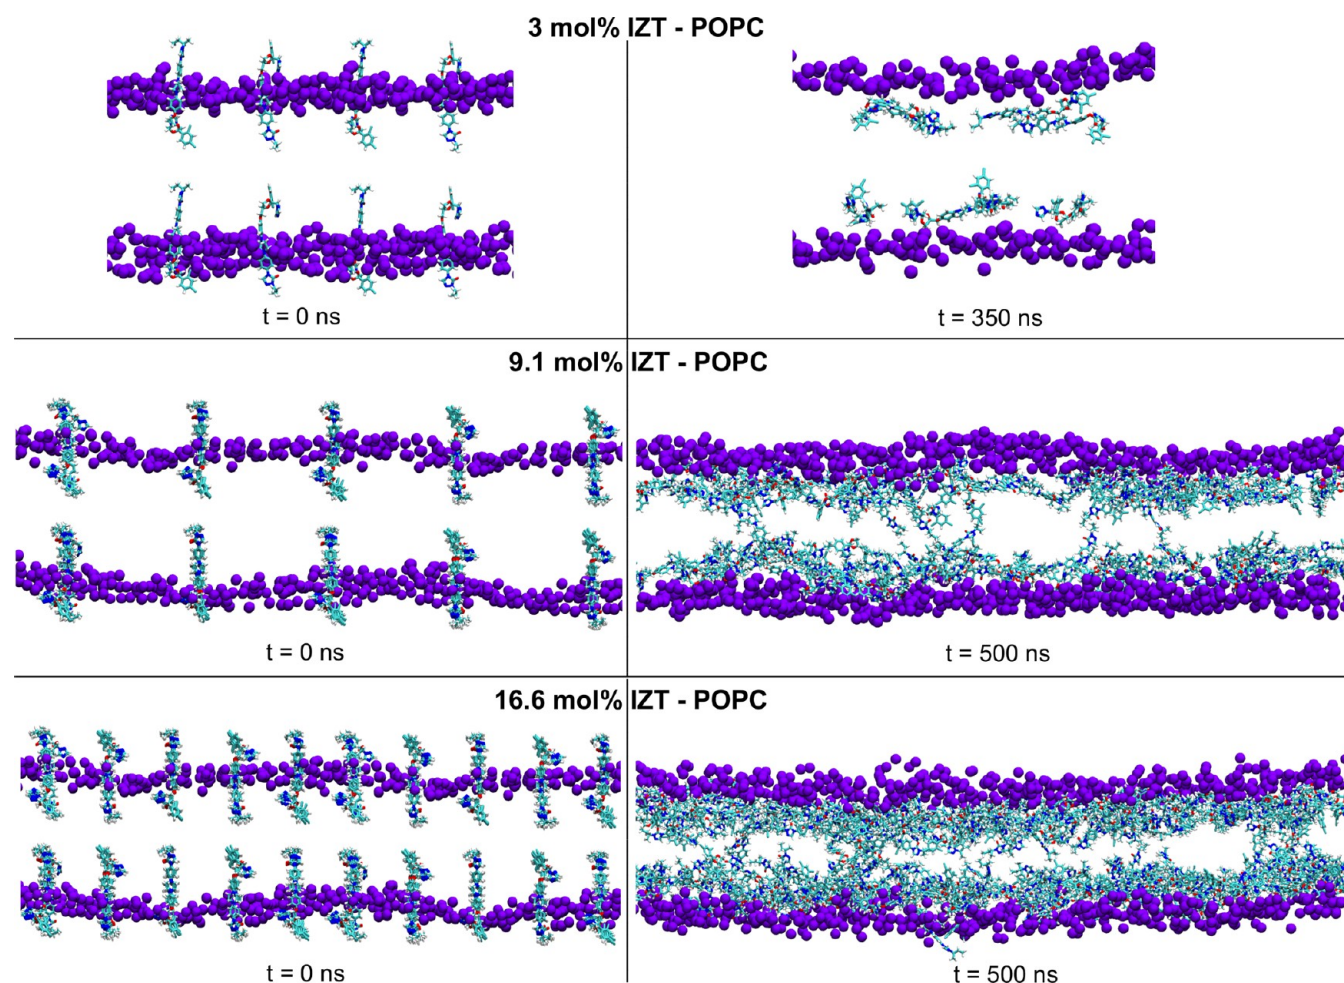 3 mol% IZT - POPC
t = 0 ns
t = 350 ns
9.1 mol% IZT - POPC
t = 0 ns
t = 500 ns
16.6 mol% IZT - POPC
t = 0 ns
t = 500 ns